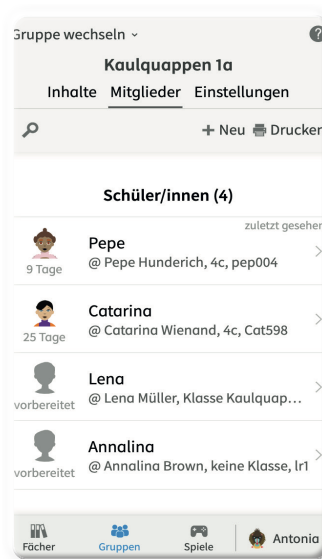 Gruppe wechseln
?
Kaulquappen 1a
Inhalte Mitglieder Einstellungen
+ Neu Drucken
Schüler/innen (4)
zuletzt gesehen
Pepe
9 Tage
@ Pepe Hunderich, 4c, pep004
Catarina
25 Tage
@ Catarina Wienand, 4c, Cat598
Lena
vorbereitet
@ Lena Müller, Klasse Kaulquap...
Annalina
vorbereitet
@ Annalina Brown, keine Klasse, lr1
Fächer Gruppen Spiele Antonia